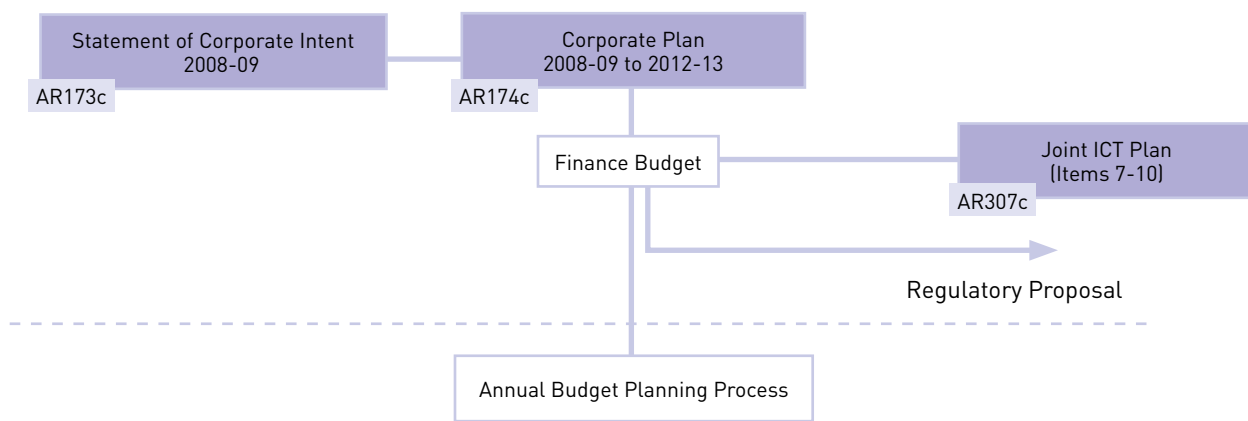 Statement of Corporate Intent
2008-09
AR173c
Corporate Plan
2008-09 to 2012-13
AR174c
Finance Budget
Joint ICT Plan
(Items 7-10)
AR307c
Regulatory Proposal
Annual Budget Planning Process